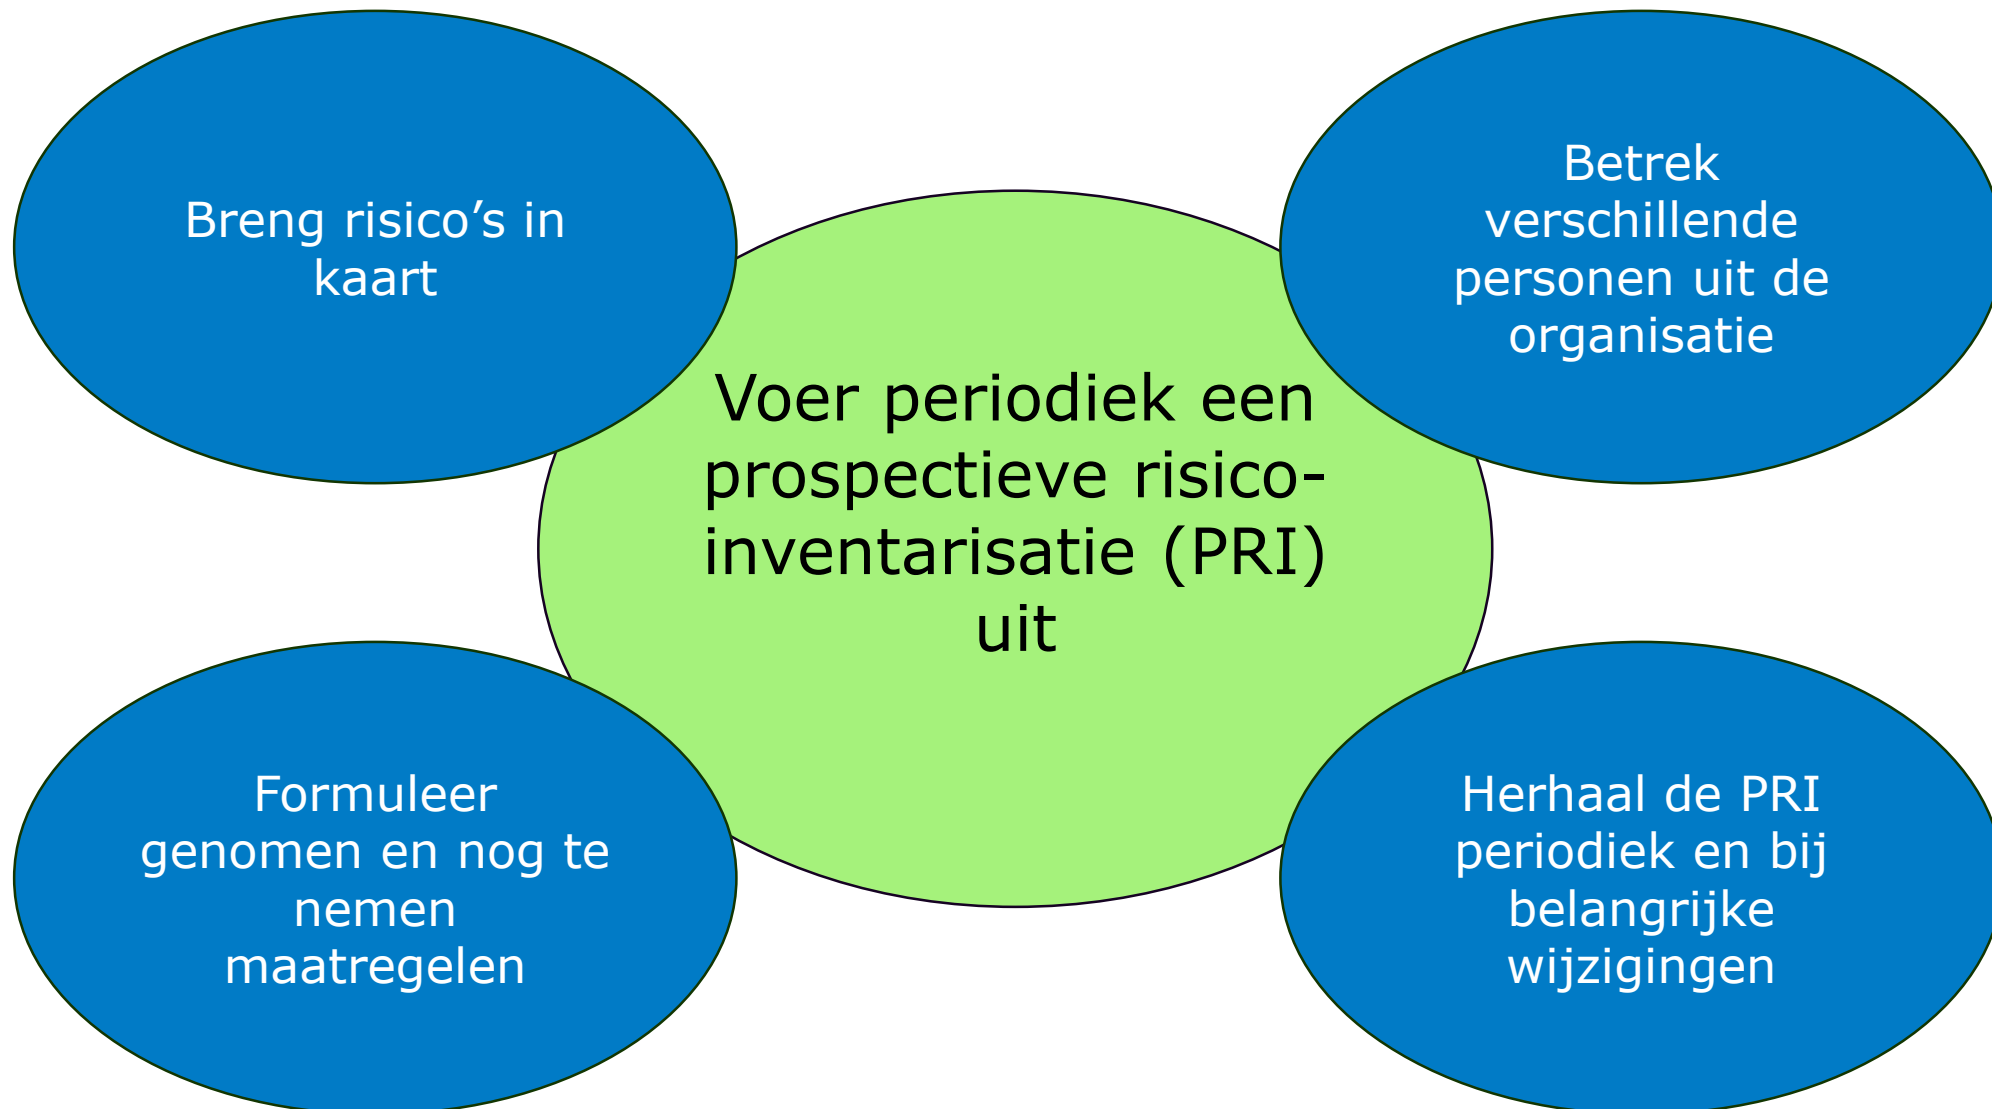 Breng risico’s in
kaart
Betrek
verschillende
personen uit de
organisatie
Voer periodiek een
prospectieve risico-
inventarisatie (PRI)
uit
Formuleer
genomen en nog te
nemen
maatregelen
Herhaal de PRI
periodiek en bij
belangrijke
wijzigingen